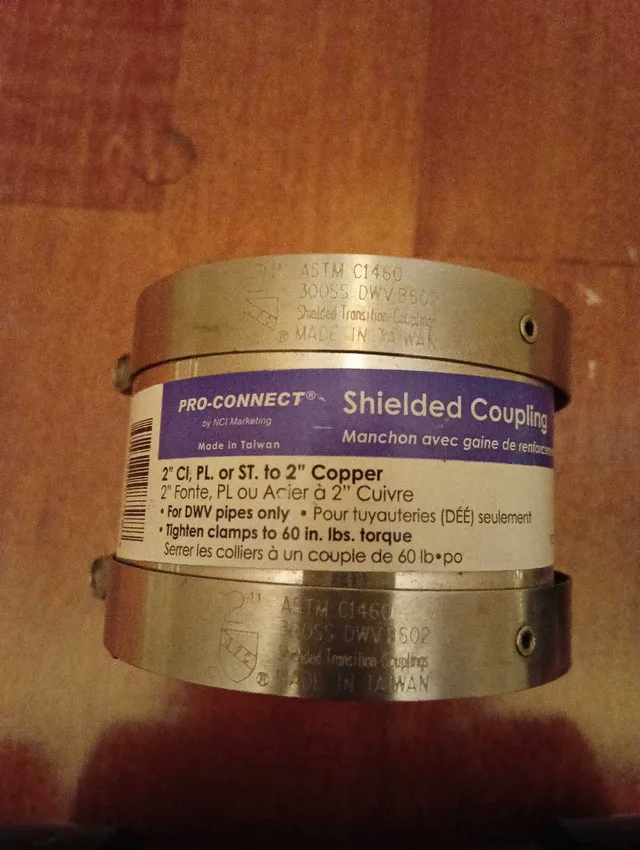 2"
ASTM C1460
300SS DWV B602
Shielded Transition Couplings
® MADE IN TAIWAN
PRO-CONNECT®
by NCI Marketing
Made in Taiwan
Shielded Coupling
Manchon avec gaine de
2" CI, PL. or ST. to 2" Copper
2" Fonte, PL ou Acier à 2" Cuivre
• For DWV pipes only • Pour tuyauteries (DÉÉ) seulement
• Tighten clamps to 60 in. lbs. torque
Serrer les colliers à un couple de 60 lb•po
2"
ASTM C1460
300SS DWV B602
Shielded Transition Couplings
® MADE IN TAIWAN